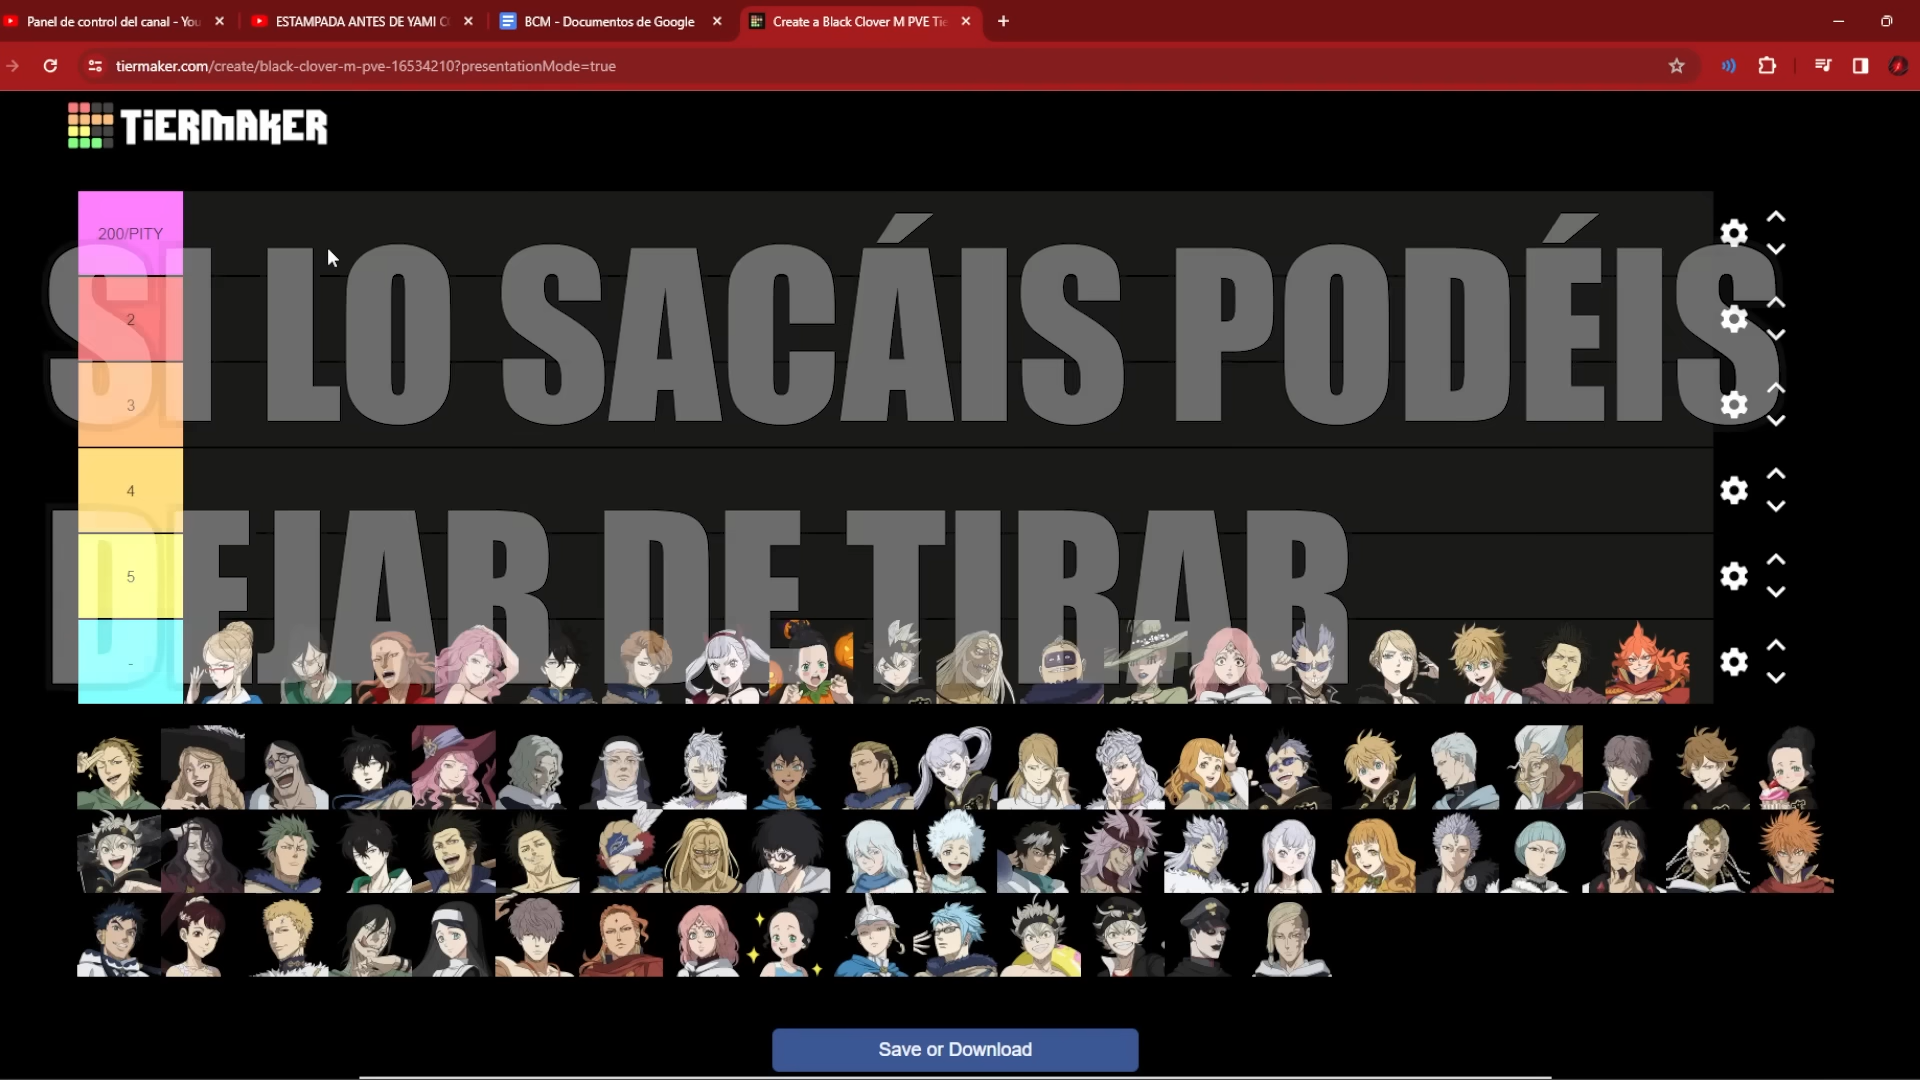 Panel de control del canal - You
ESTAMPADA ANTES DE YAMI C
BCM - Documentos de Google
Create a Black Clover M PVE Tie
tiermaker.com/create/black-clover-m-pve-16534210?presentationMode=true
TiERMAKER
200/PITY
2
3
4
5
-
SI LO SACÁIS PODÉIS
DEJAR DE TIRAR
Save or Download